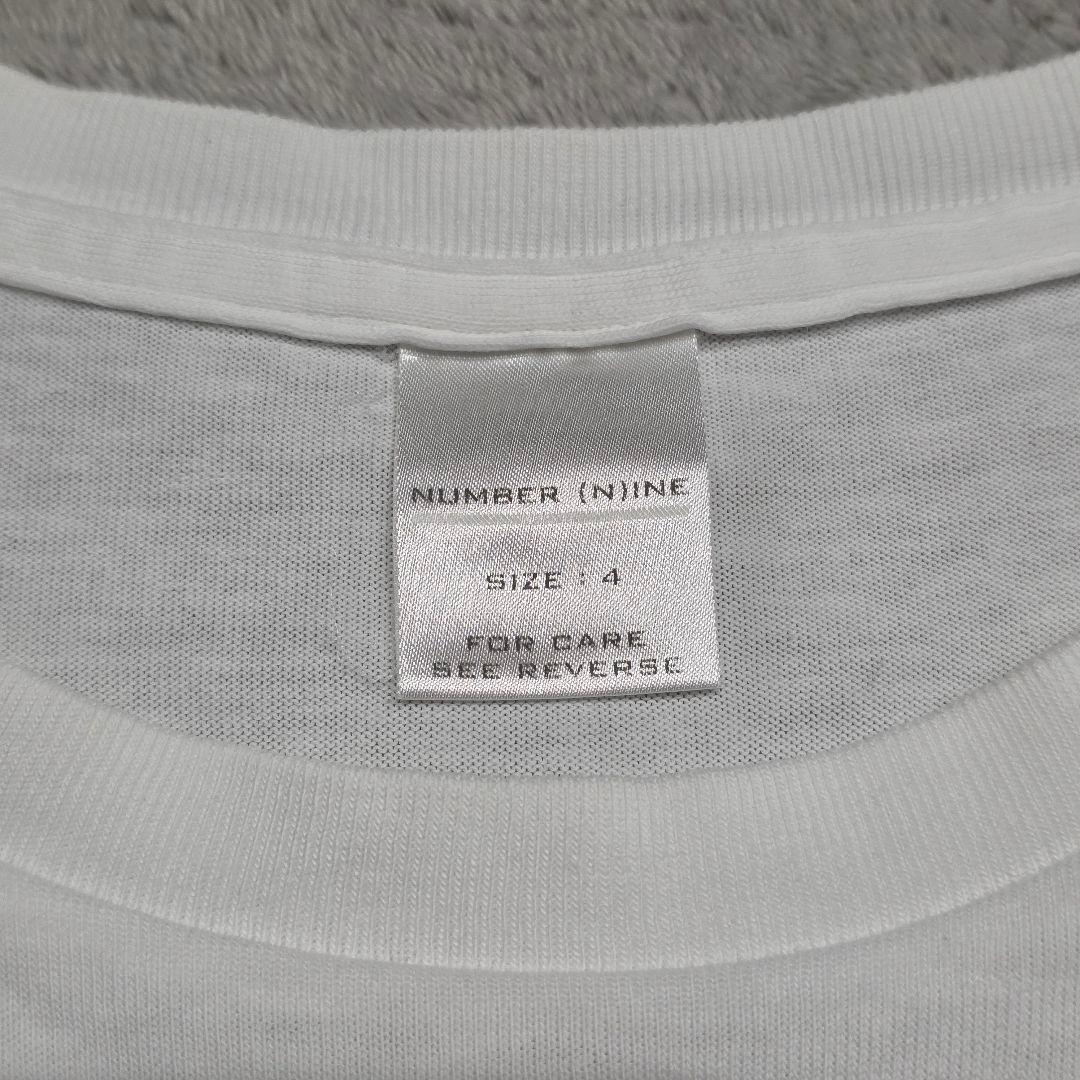 NUMBER (N)INE
SIZE : 4
FOR CARE
SEE REVERSE